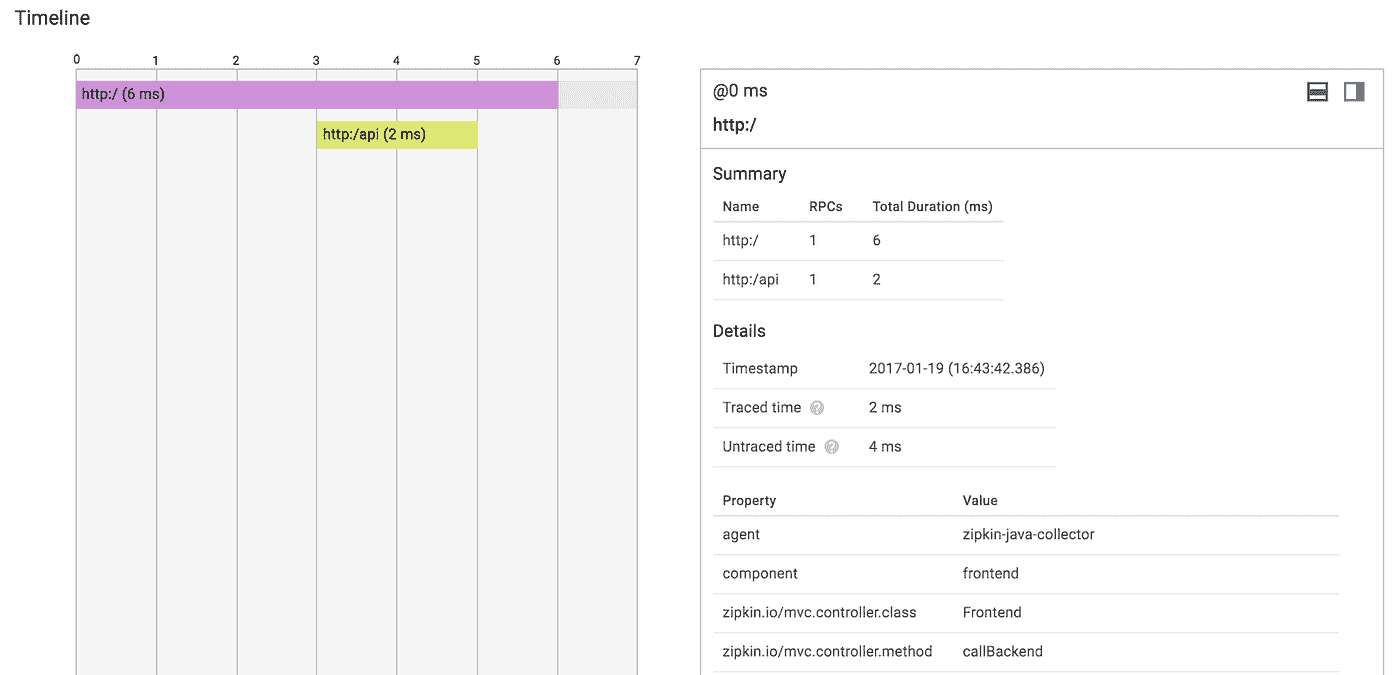 Timeline
0 1 2 3 4 5 6 7
http:/ (6 ms)
http:/api (2 ms)
@0 ms
http:/
Summary
Name RPCs Total Duration (ms)
http:/ 1 6
http:/api 1 2
Details
Timestamp 2017-01-19 (16:43:42.386)
Traced time ? 2 ms
Untraced time ? 4 ms
Property Value
agent zipkin-java-collector
component frontend
zipkin.io/mvc.controller.class Frontend
zipkin.io/mvc.controller.method callBackend